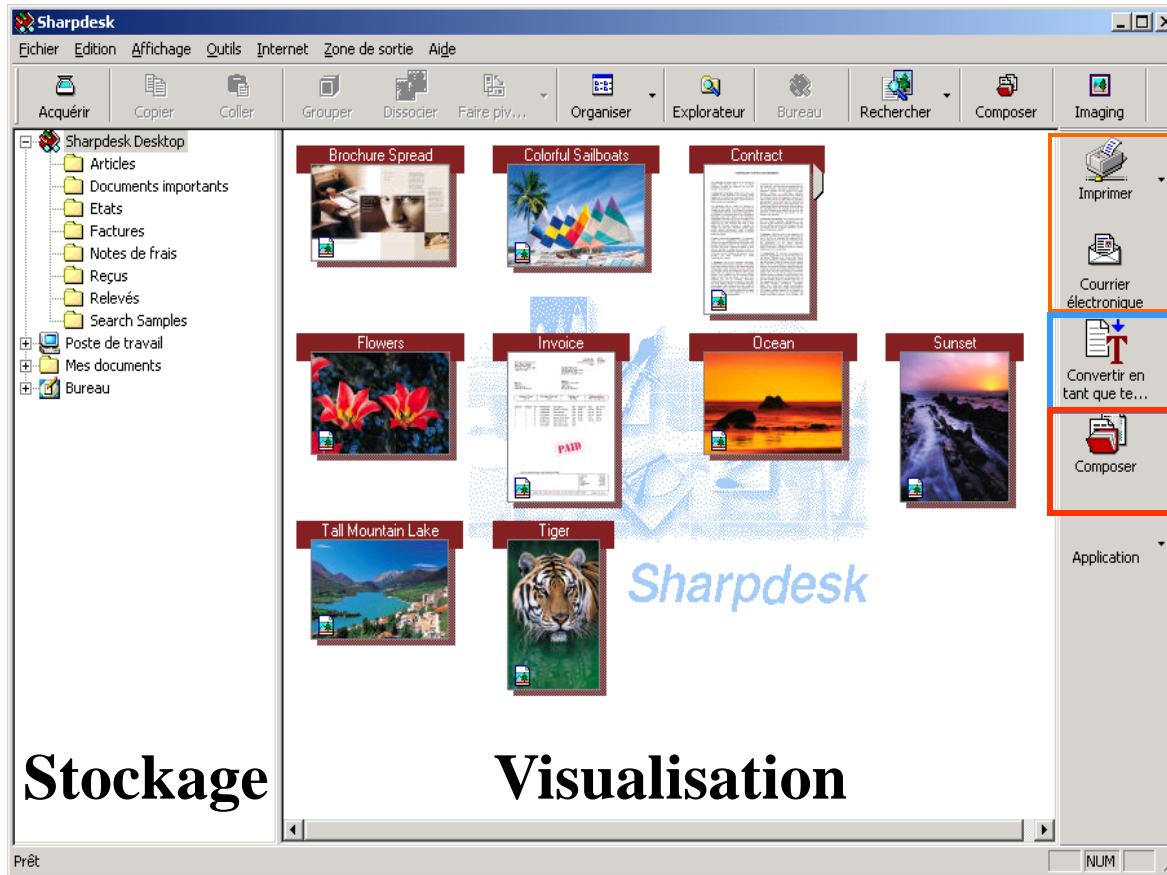 Sharpdesk
Fichier Edition Affichage Outils Internet Zone de sortie Aide
Acquérir Copier Coller Grouper Dissocier Faire piv... Organiser Explorateur Bureau Rechercher Composer Imaging
Sharpdesk Desktop
Articles
Documents importants
Etats
Factures
Notes de frais
Reçus
Relevés
Search Samples
Poste de travail
Mes documents
Bureau
Brochure Spread Colorful Sailboats Contract
Flowers Invoice Ocean Sunset
PAID
Tall Mountain Lake Tiger
Sharpdesk
Imprimer
Courrier
électronique
Convertir en
tant que te...
Composer
Application
Stockage Visualisation
Prêt NUM